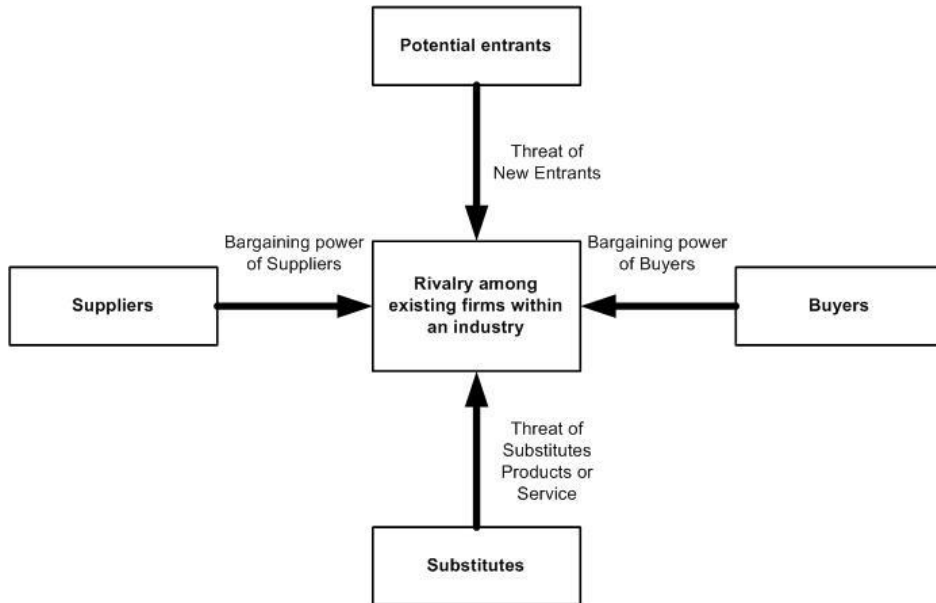 Potential entrants
Threat of
New Entrants
Bargaining power
of Suppliers
Bargaining power
of Buyers
Suppliers
Rivalry among
existing firms within
an industry
Buyers
Threat of
Substitutes
Products or
Service
Substitutes